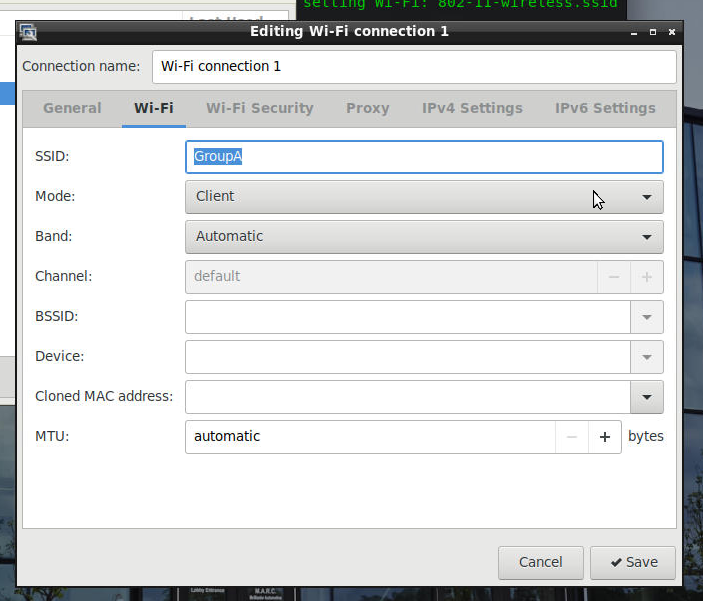 Last Used
setting Wi-Fi: 802-11-wireless.ssid
Editing Wi-Fi connection 1
Connection name: Wi-Fi connection 1
General Wi-Fi Wi-Fi Security Proxy IPv4 Settings IPv6 Settings
SSID: GroupA
Mode: Client
Band: Automatic
Channel: default
BSSID:
Device:
Cloned MAC address:
MTU: automatic bytes
Cancel Save
Lobby Entrance M.A.R.C.